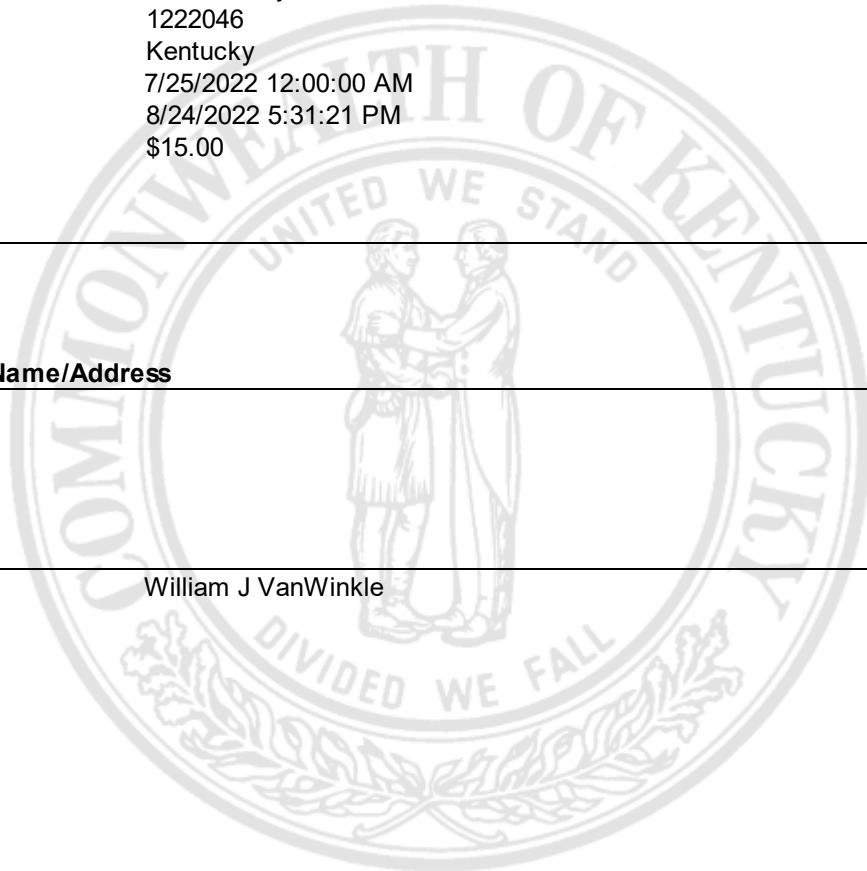 1222046
Kentucky
7/25/2022 12:00:00 AM
8/24/2022 5:31:21 PM
$15.00
COMMONWEALTH OF KENTUCKY
UNITED WE STAND
Name/Address
William J VanWinkle
DIVIDED WE FALL